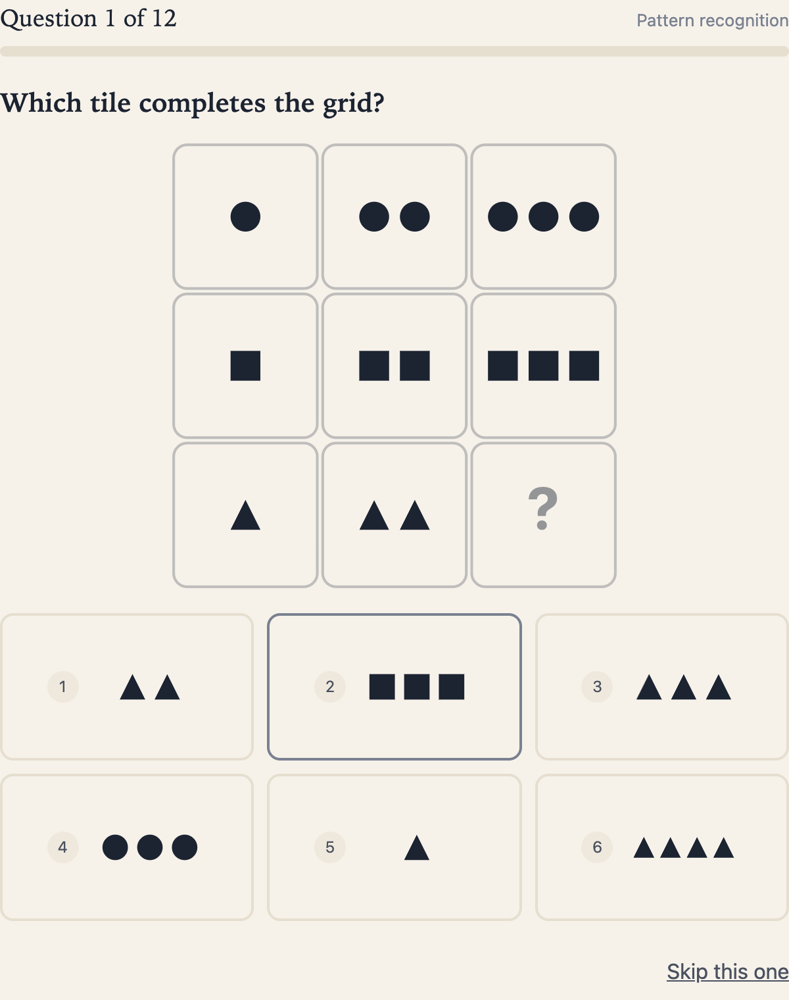 Question 1 of 12
Pattern recognition
Which tile completes the grid?
?
1
2
3
4
5
6
Skip this one